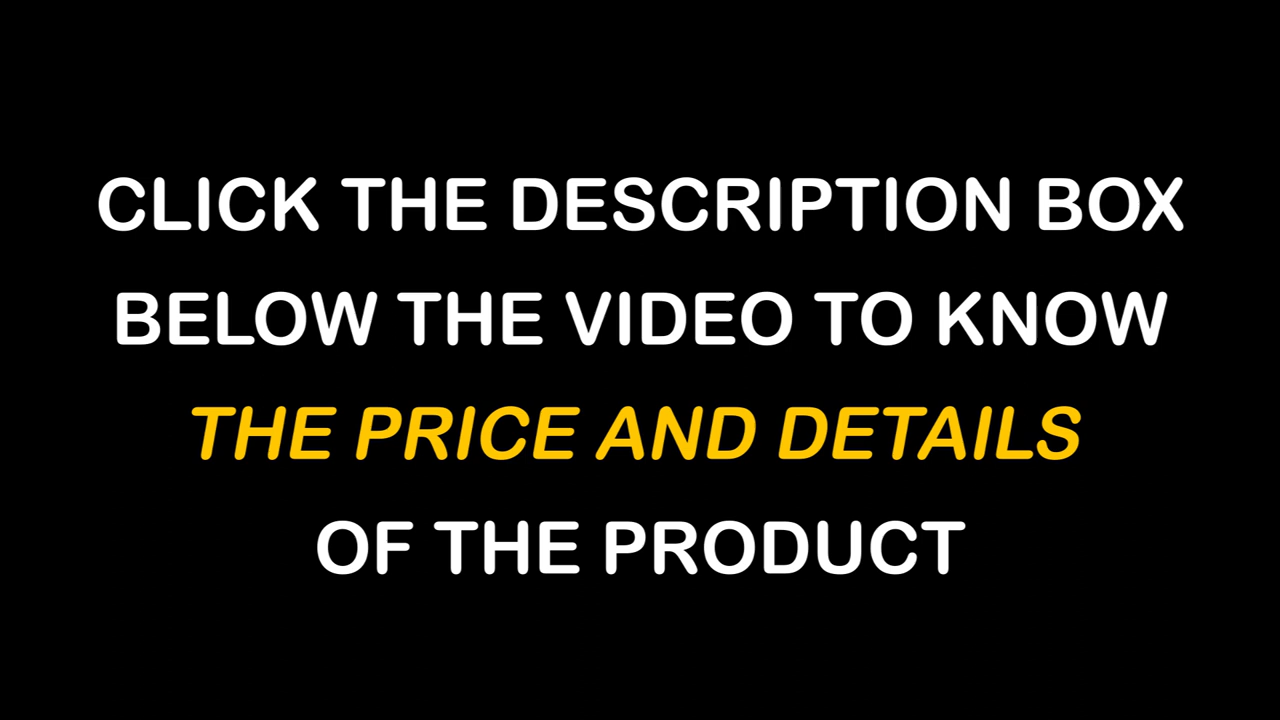 CLICK THE DESCRIPTION BOX
BELOW THE VIDEO TO KNOW
THE PRICE AND DETAILS
OF THE PRODUCT